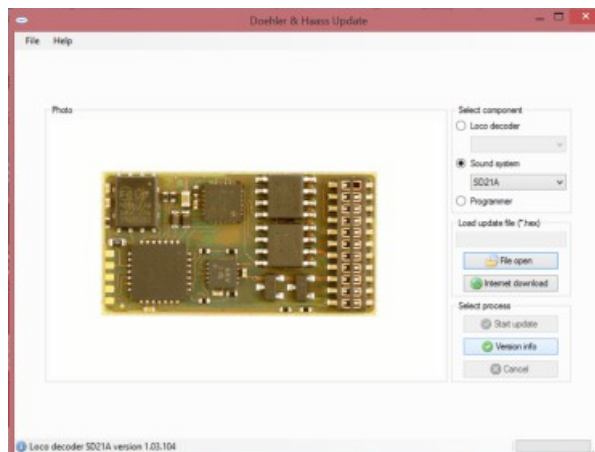 Doehler & Haass Update
File Help
Photo
Select component
Loco decoder
Sound system
SD21A
Programmer
Load update file (*.hex)
File open
Internet download
Select process
Start update
Version info
Cancel
Loco decoder SD21A version 1.03.104